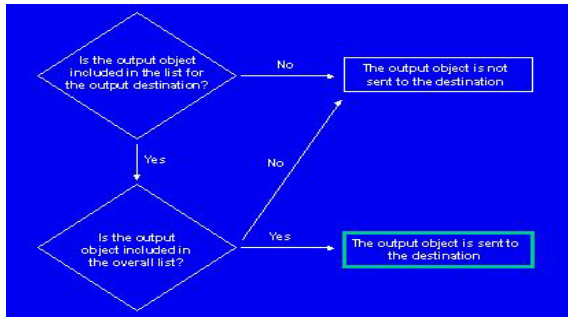 Is the output object
included in the list for
the output destination?
No
The output object is not
sent to the destination
Yes
No
Is the output
object included in
the overall list?
Yes
The output object is sent to
the destination